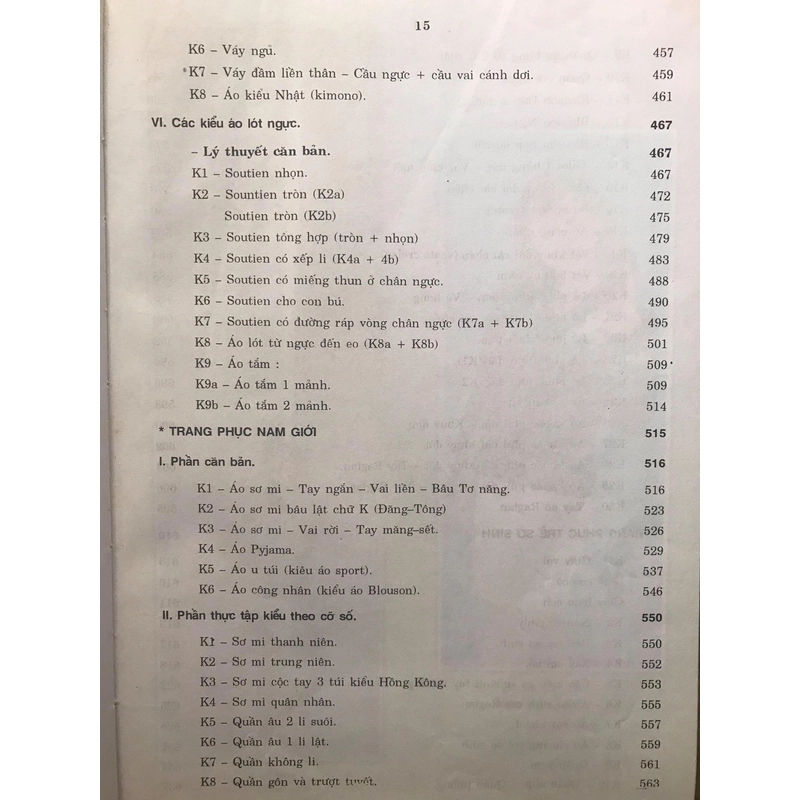 15
K6 – Váy ngủ. 457
*K7 – Váy đầm liền thân – Cầu ngực + cầu vai cánh dơi. 459
K8 – Áo kiểu Nhật (kimono). 461
VI. Các kiểu áo lót ngực. 467
– Lý thuyết căn bản. 467
K1 – Soutien nhọn. 467
K2 – Sountien tròn (K2a) 472
Soutien tròn (K2b) 475
K3 – Soutien tổng hợp (tròn + nhọn) 479
K4 – Soutien có xếp li (K4a + 4b) 483
K5 – Soutien có miếng thun ở chân ngực. 488
K6 – Soutien cho con bú. 490
K7 – Soutien có đường ráp vòng chân ngực (K7a + K7b) 495
K8 – Áo lót từ ngực đến eo (K8a + K8b) 501
K9 – Áo tắm : 509
K9a – Áo tắm 1 mảnh. 509
K9b – Áo tắm 2 mảnh. 514
* TRANG PHỤC NAM GIỚI 515
I. Phần căn bản. 516
K1 – Áo sơ mi – Tay ngắn – Vai liền – Bâu Tơ năng. 516
K2 – Áo sơ mi bâu lật chữ K (Đăng–Tông) 523
K3 – Áo sơ mi – Vai rời – Tay măng–sết. 526
K4 – Áo Pyjama. 529
K5 – Áo u túi (kiêu áo sport). 537
K6 – Áo công nhân (kiểu áo Blouson). 546
II. Phần thực tập kiểu theo cỡ số. 550
K1 – Sơ mi thanh niên. 550
K2 – Sơ mi trung niên. 552
K3 – Sơ mi cộc tay 3 túi kiểu Hồng Kông. 553
K4 – Sơ mi quân nhân. 555
K5 – Quần âu 2 li suôi. 557
K6 – Quần âu 1 li lật. 559
K7 – Quần không li. 561
K8 – Quần gôn và trượt tuyết. 563